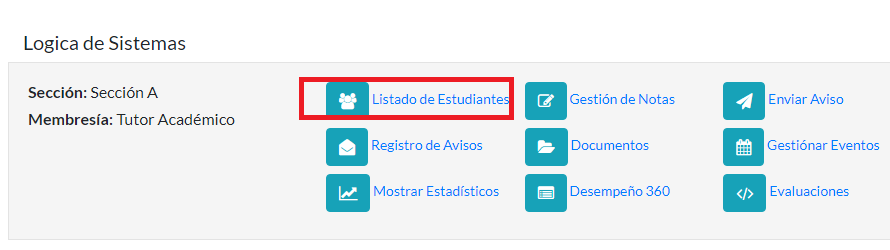 Logica de Sistemas
Sección: Sección A
Membresía: Tutor Académico
Listado de Estudiantes
Gestión de Notas
Enviar Aviso
Registro de Avisos
Documentos
Gestiónar Eventos
Mostrar Estadísticos
Desempeño 360
Evaluaciones